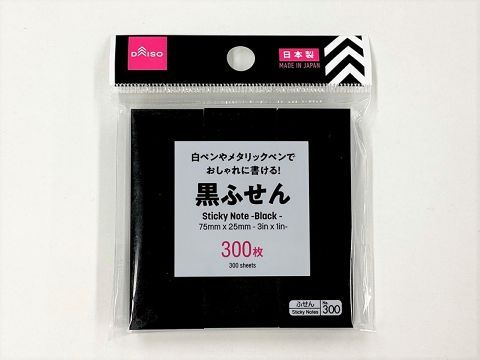 DAISO
日本製
MADE IN JAPAN
白ペンやメタリックペンで
おしゃれに書ける!
黒ふせん
Sticky Note -Black -
75mm x 25mm - 3in x 1in-
300枚
300 sheets
ふせん
Sticky Notes
No.
300